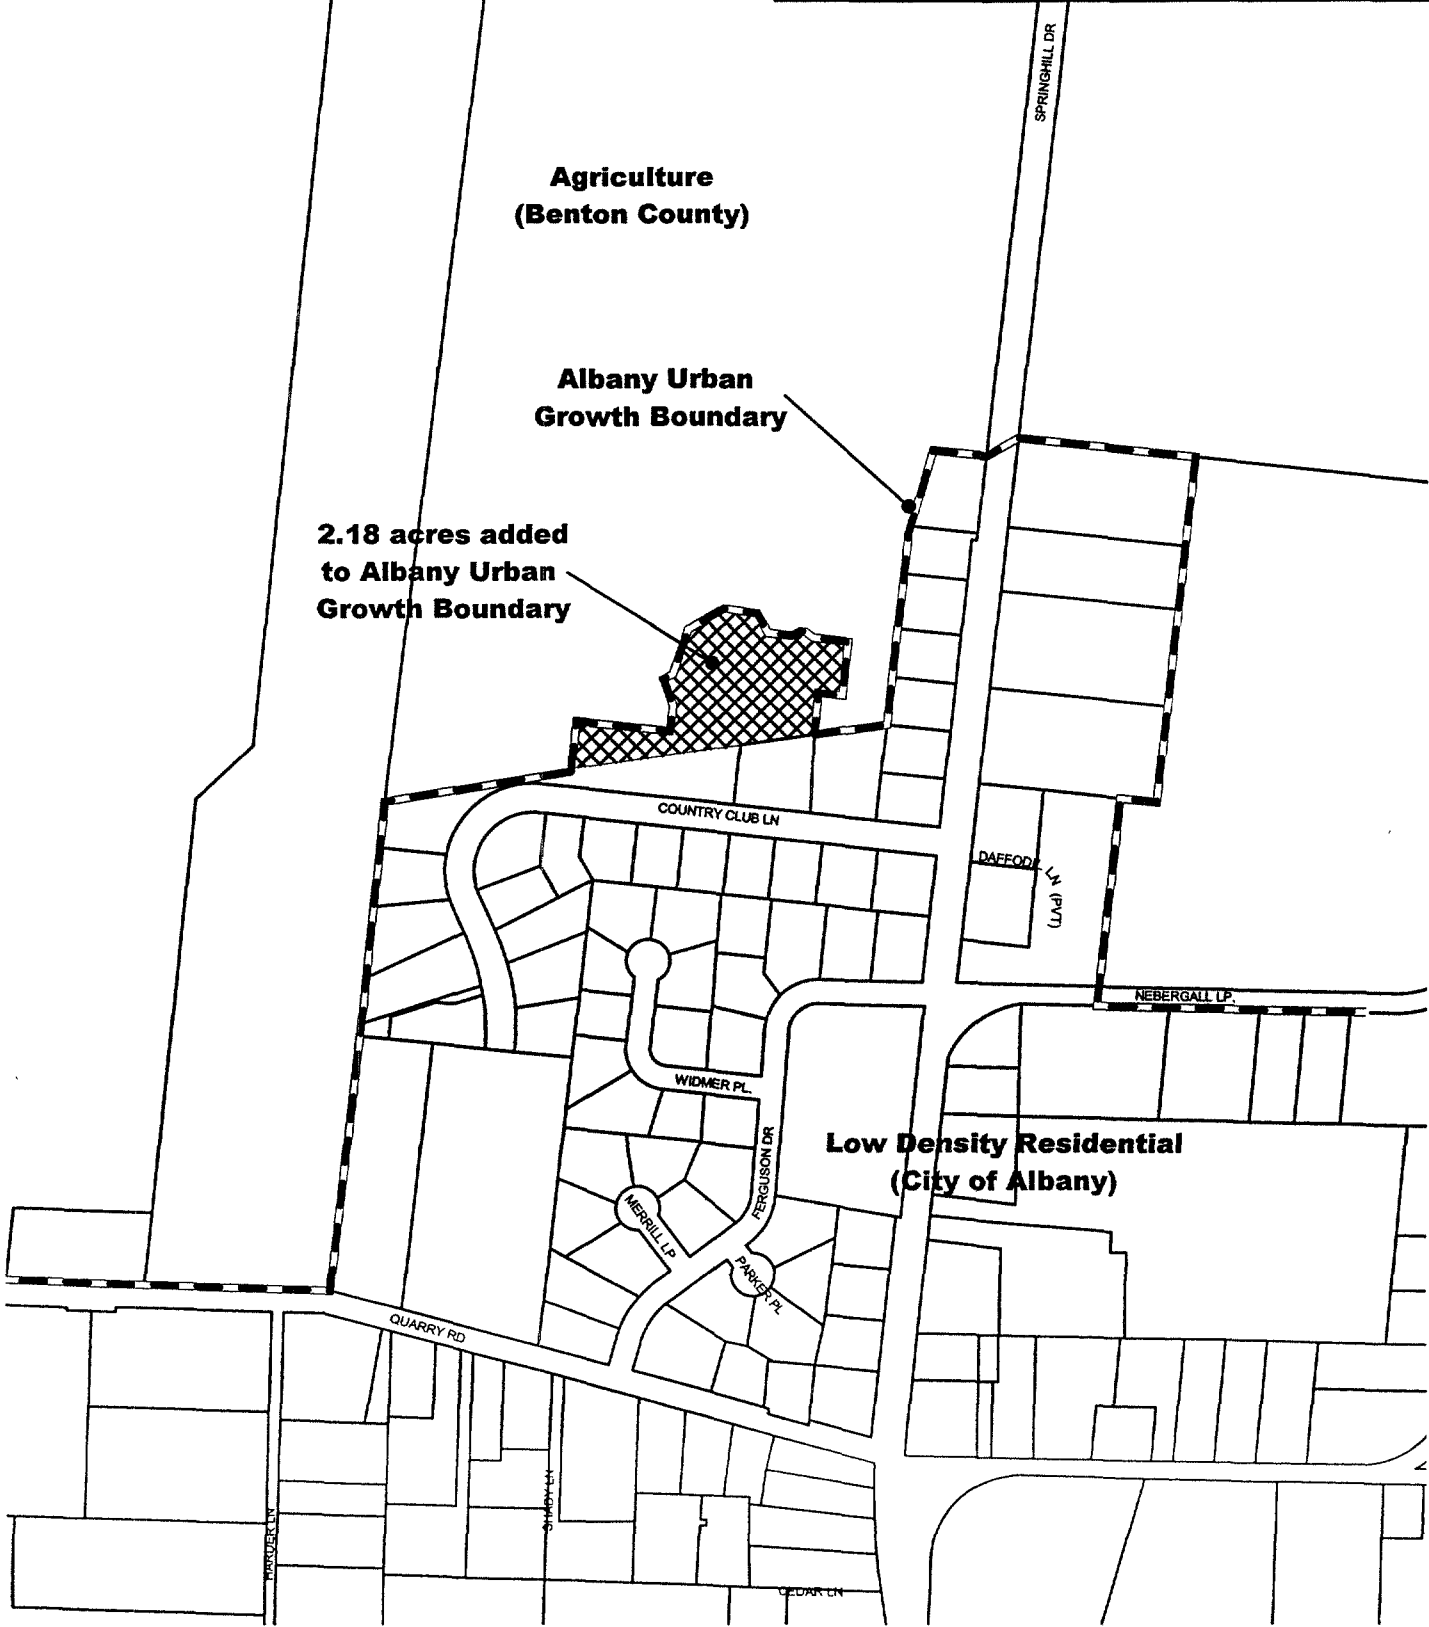 SPRINGHILL DR
Agriculture
(Benton County)
Albany Urban
Growth Boundary
2.18 acres added
to Albany Urban
Growth Boundary
COUNTRY CLUB LN
DAFFODIL LN (PVT)
NEBERGALL LP.
WIDMER PL.
FERGUSON DR
Low Density Residential
(City of Albany)
MERRILL LP
PARKER PL
QUARRY RD
SHADY LN
HARDER LN
CEDAR LN